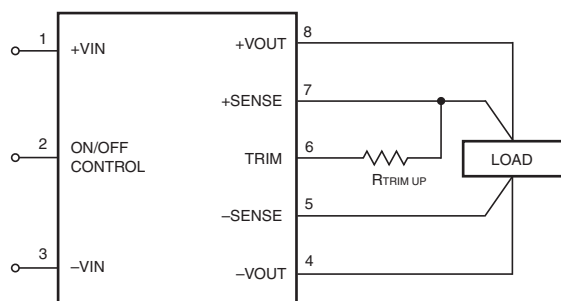 1
+VIN
2
ON/OFF
CONTROL
3
–VIN
+VOUT
8
+SENSE
7
TRIM
6
–SENSE
5
–VOUT
4
RTRIM UP
LOAD